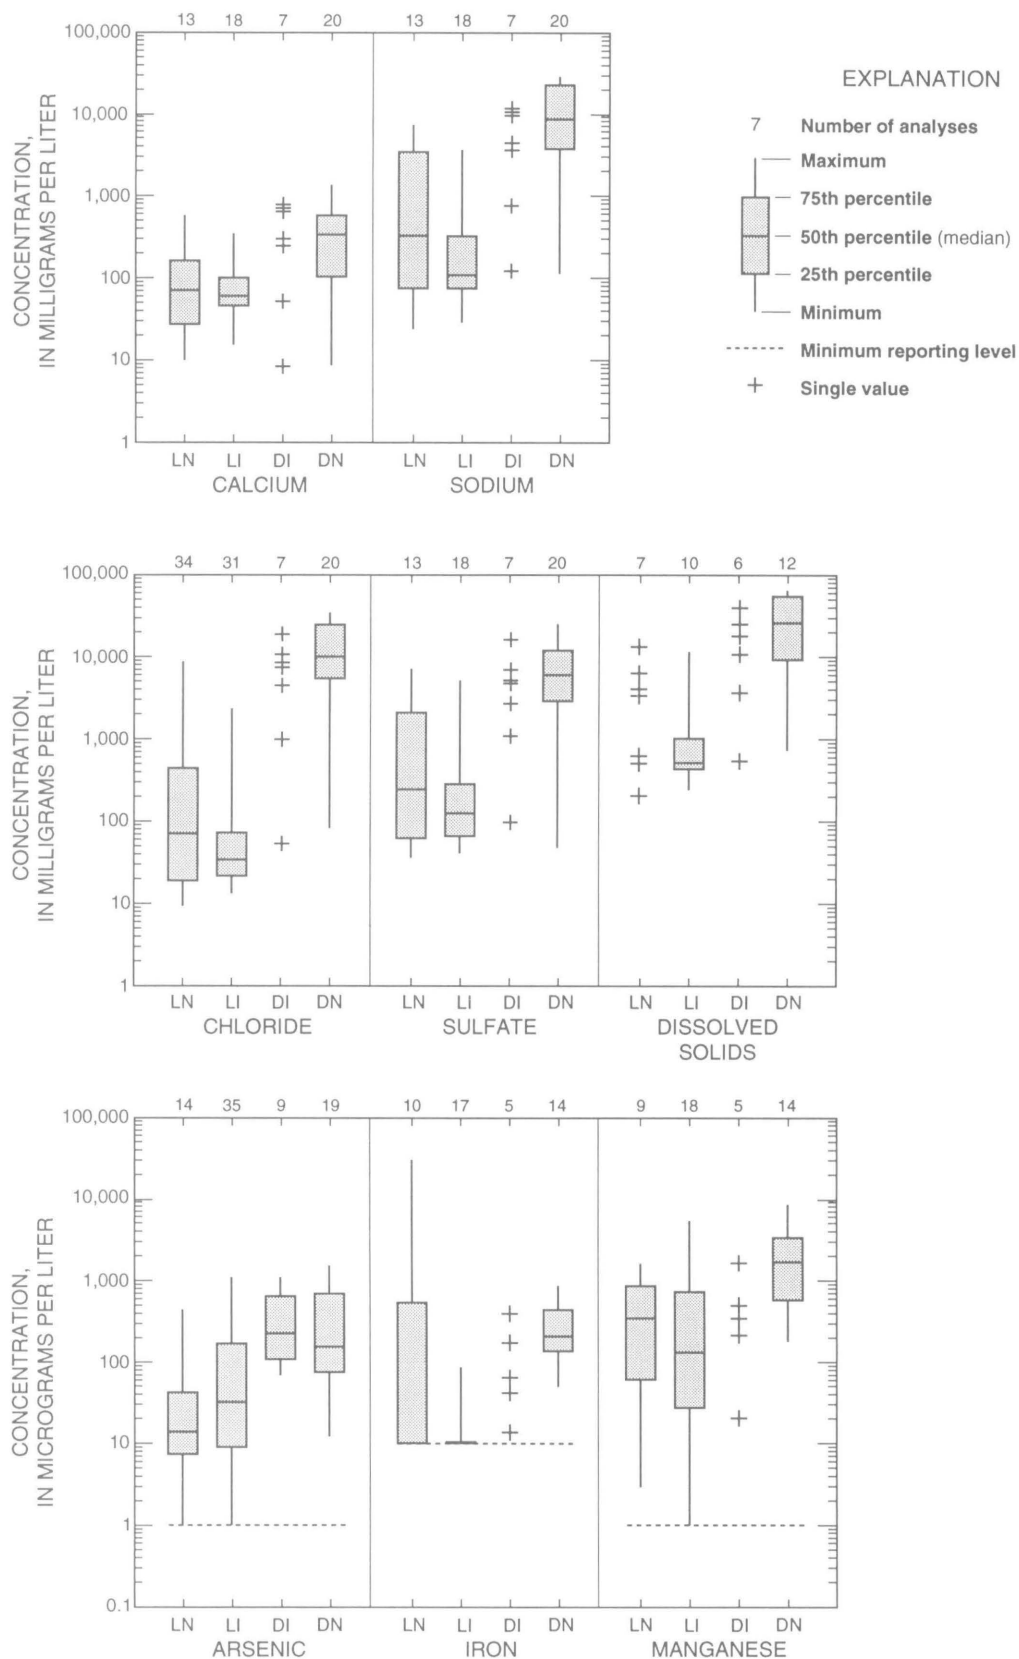 13 18 7 20 13 18 7 20
100,000
10,000
1,000
100
10
1
CONCENTRATION,
IN MILLIGRAMS PER LITER
LN LI DI DN LN LI DI DN
CALCIUM SODIUM
EXPLANATION
7 Number of analyses
Maximum
75th percentile
50th percentile (median)
25th percentile
Minimum
Minimum reporting level
Single value
34 31 7 20 13 18 7 20 7 10 6 12
100,000
10,000
1,000
100
10
1
CONCENTRATION,
IN MILLIGRAMS PER LITER
LN LI DI DN LN LI DI DN LN LI DI DN
CHLORIDE SULFATE DISSOLVED
SOLIDS
14 35 9 19 10 17 5 14 9 18 5 14
100,000
10,000
1,000
100
10
1
0.1
CONCENTRATION,
IN MICROGRAMS PER LITER
LN LI DI DN LN LI DI DN LN LI DI DN
ARSENIC IRON MANGANESE